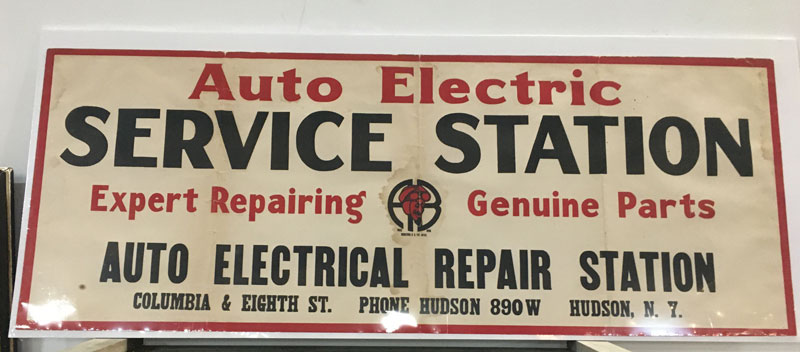 Auto Electric
SERVICE STATION
Expert Repairing Genuine Parts
AUTO ELECTRICAL REPAIR STATION
COLUMBIA & EIGHTH ST. PHONE HUDSON 890W HUDSON, N. 7.